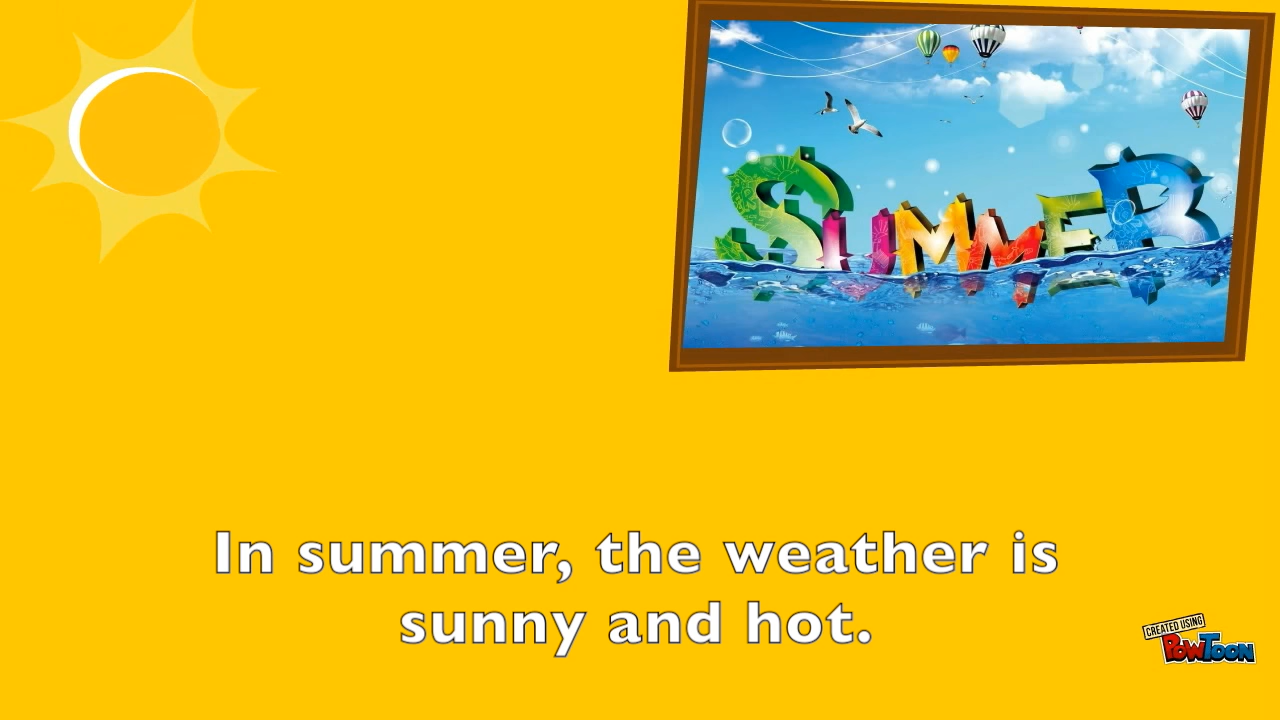 SUMMER
In summer, the weather is
sunny and hot.
CREATED USING
POWTOON